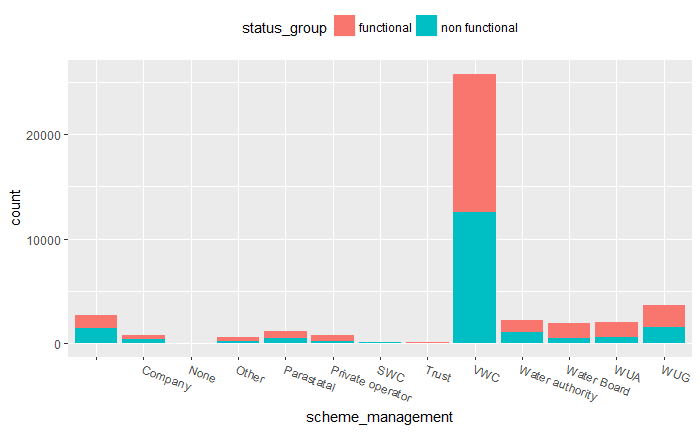 status_group functional non functional
20000
10000
0
count
Company None Other Parastatal Private operator SWC Trust VWC Water authority Water Board WUA WUG
scheme_management